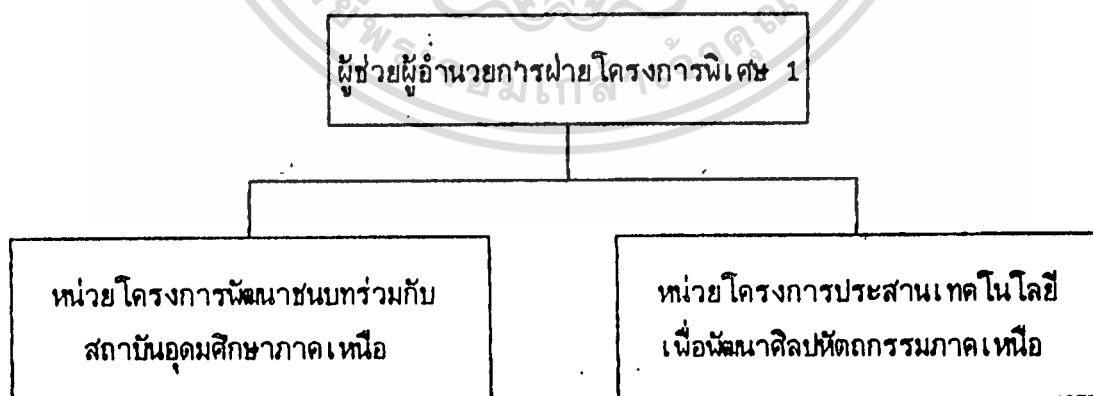 ผู้ช่วยผู้อำนวยการฝ่ายโครงการพิเศษ 1
หน่วยโครงการพัฒนาชนบทร่วมกับ
สถาบันอุดมศึกษาภาคเหนือ
หน่วยโครงการประสานเทคโนโลยี
เพื่อพัฒนาศิลปหัตถกรรมภาคเหนือ